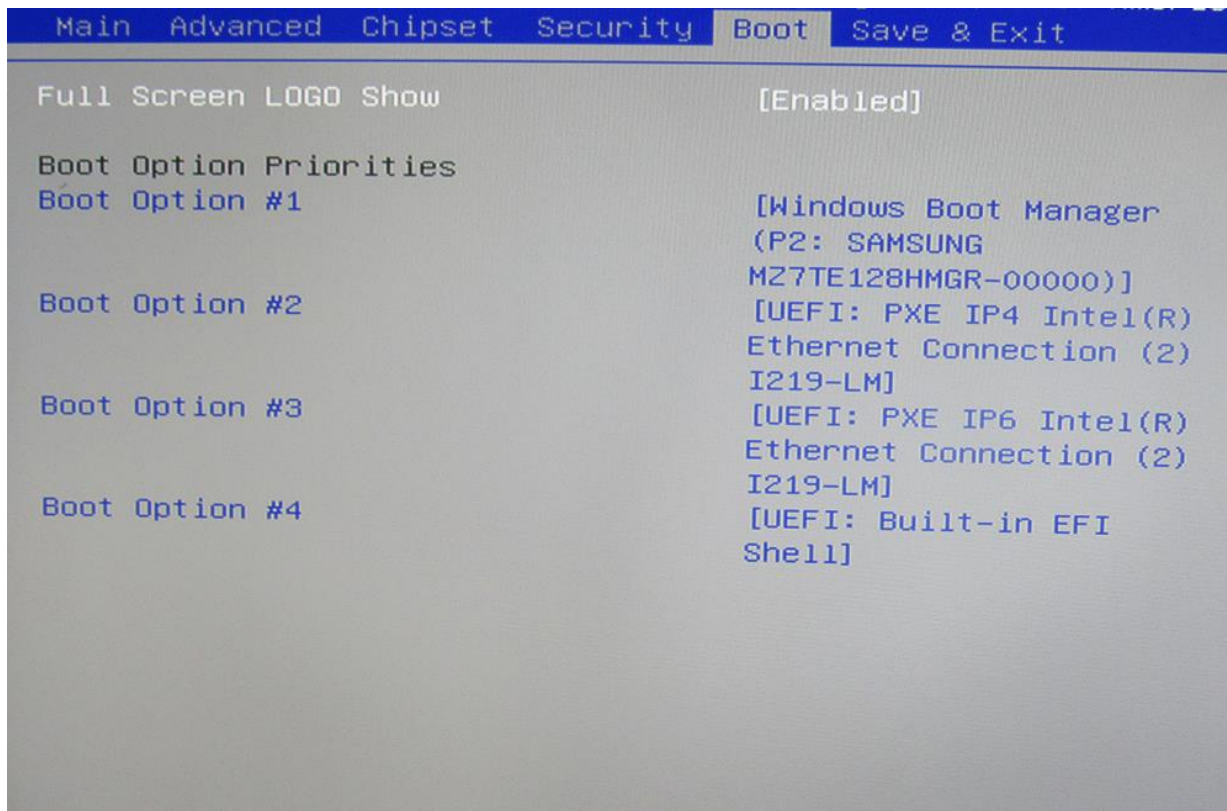 Main Advanced Chipset Security Boot Save & Exit
Full Screen LOGO Show [Enabled]
Boot Option Priorities
Boot Option #1 [Windows Boot Manager
(P2: SAMSUNG
MZ7TE128HMGR-00000)]
Boot Option #2 [UEFI: PXE IP4 Intel(R)
Ethernet Connection (2)
I219-LM]
Boot Option #3 [UEFI: PXE IP6 Intel(R)
Ethernet Connection (2)
I219-LM]
Boot Option #4 [UEFI: Built-in EFI
Shell]